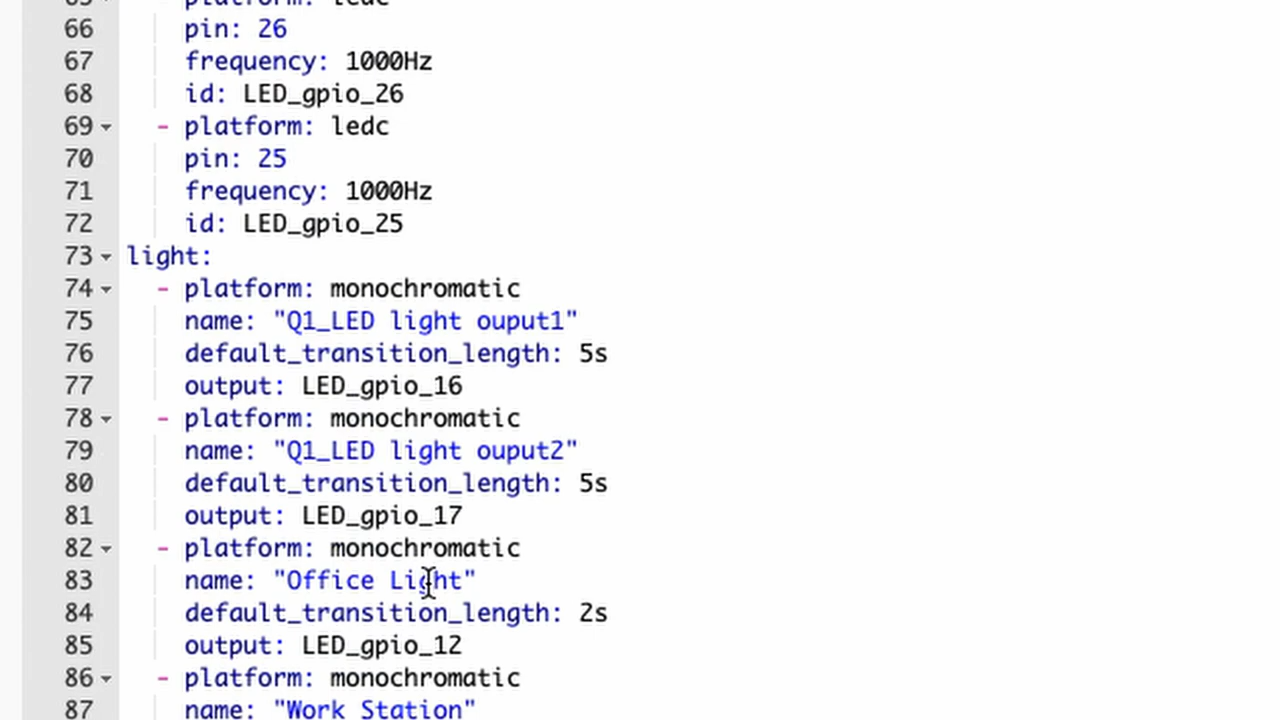 66 pin: 26
67 frequency: 1000Hz
68 id: LED_gpio_26
69 - platform: ledc
70 pin: 25
71 frequency: 1000Hz
72 id: LED_gpio_25
73 light:
74 - platform: monochromatic
75 name: "Q1_LED light ouput1"
76 default_transition_length: 5s
77 output: LED_gpio_16
78 - platform: monochromatic
79 name: "Q1_LED light ouput2"
80 default_transition_length: 5s
81 output: LED_gpio_17
82 - platform: monochromatic
83 name: "Office Light"
84 default_transition_length: 2s
85 output: LED_gpio_12
86 - platform: monochromatic
87 name: "Work Station"